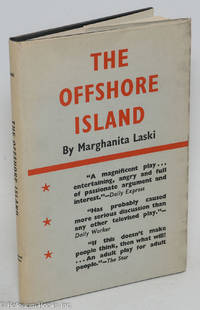 THE
OFFSHORE
ISLAND
By Marghanita Laski
"A magnificent play...
entertaining, angry and full
of passionate argument and
interest."—Daily Express
"Has probably caused
more serious discussion than
any other televised play."—
Daily Worker
"If this doesn't make
people think, then what will?
...An adult play for adult
people."—The Star
THE OFFSHORE ISLAND